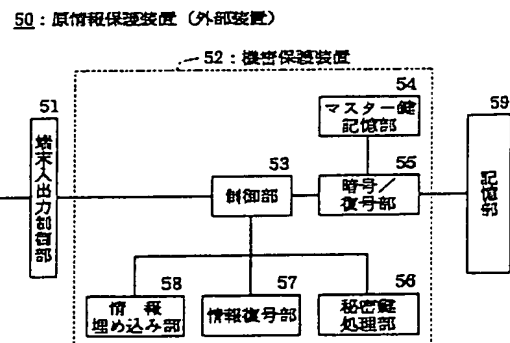 50：原情報保護装置（外部装置）
52：機密保護装置
54
マスター鍵
記憶部
51
端末入出力制御部
53
制御部
55
暗号／
復号部
59
記憶部
58
情報
埋め込み部
57
情報復号部
56
秘密鍵
処理部